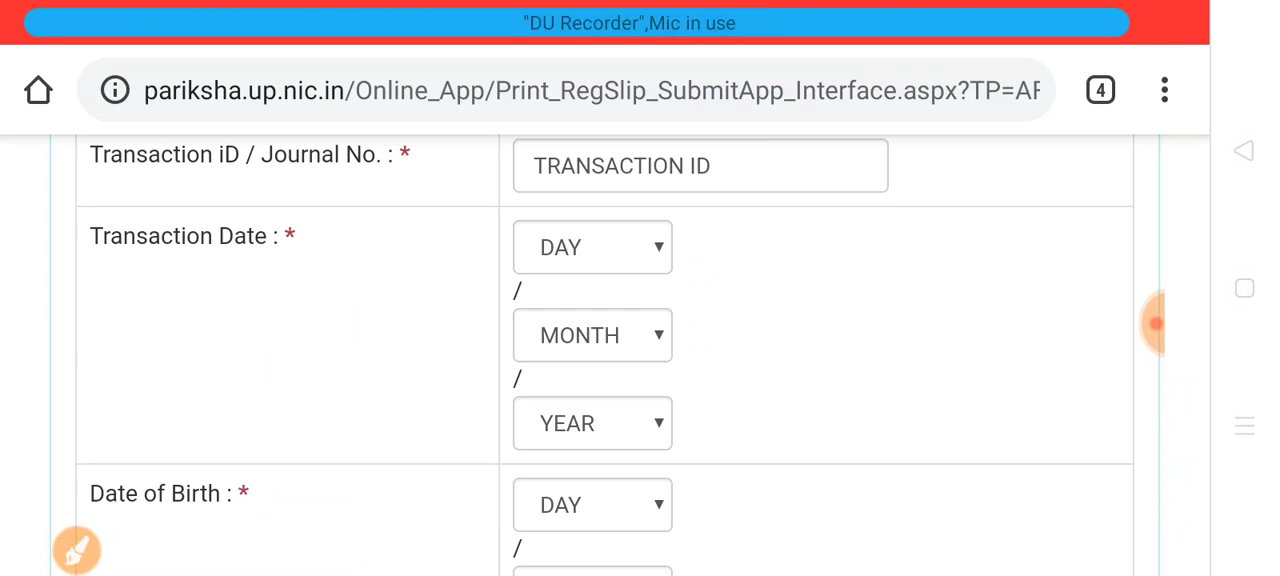 "DU Recorder",Mic in use
pariksha.up.nic.in/Online_App/Print_RegSlip_SubmitApp_Interface.aspx?TP=AF
4
Transaction iD / Journal No. : *
TRANSACTION ID
Transaction Date : *
DAY
/
MONTH
/
YEAR
Date of Birth : *
DAY
/